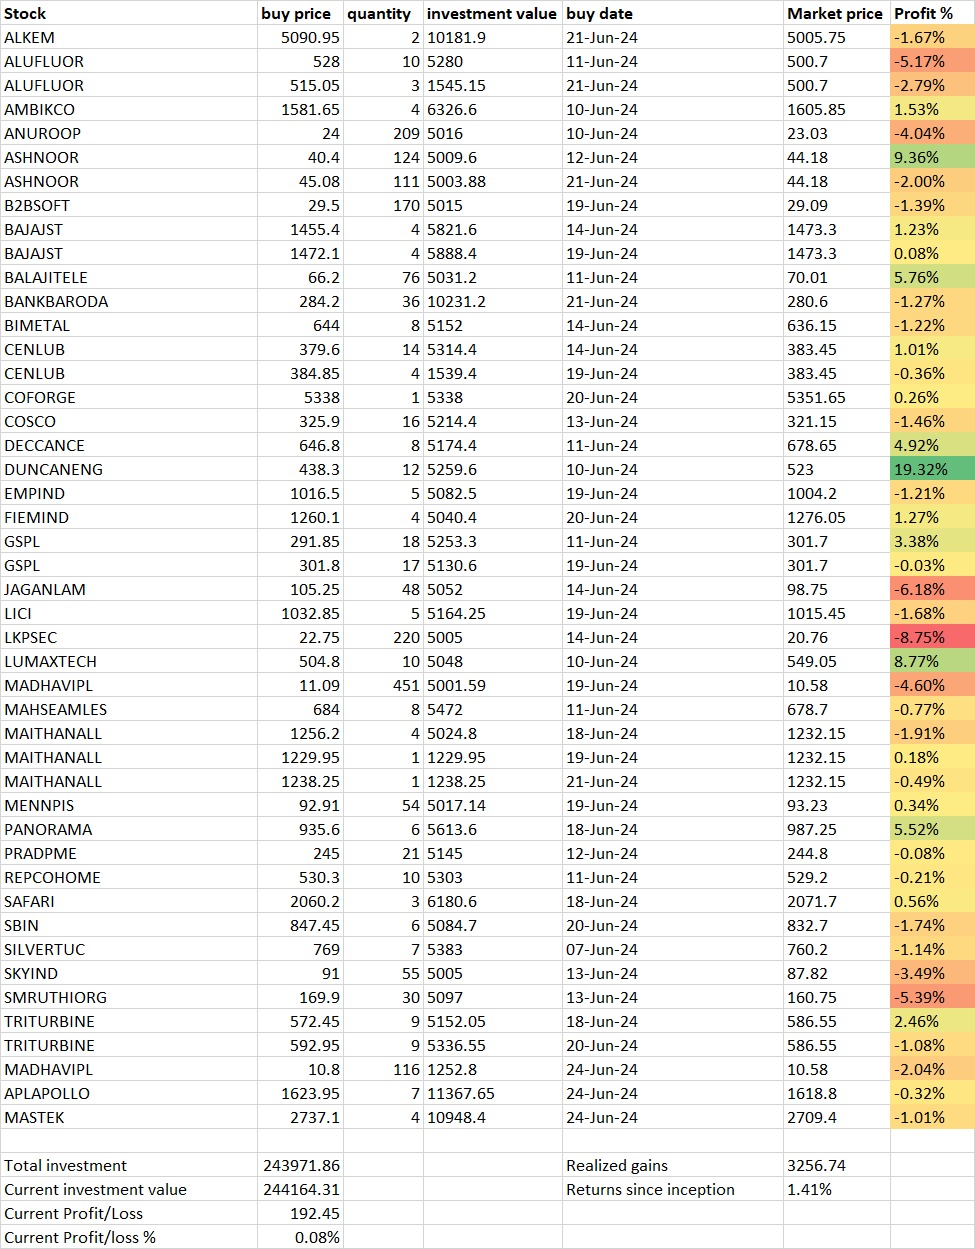 Stock buy price quantity investment value buy date Market price Profit %
ALKEM 5090.95 2 10181.9 21-Jun-24 5005.75 -1.67%
ALUFLUOR 528 10 5280 11-Jun-24 500.7 -5.17%
ALUFLUOR 515.05 3 1545.15 21-Jun-24 500.7 -2.79%
AMBIKCO 1581.65 4 6326.6 10-Jun-24 1605.85 1.53%
ANUROOP 24 209 5016 10-Jun-24 23.03 -4.04%
ASHNOOR 40.4 124 5009.6 12-Jun-24 44.18 9.36%
ASHNOOR 45.08 111 5003.88 21-Jun-24 44.18 -2.00%
B2BSOFT 29.5 170 5015 19-Jun-24 29.09 -1.39%
BAJAJST 1455.4 4 5821.6 14-Jun-24 1473.3 1.23%
BAJAJST 1472.1 4 5888.4 19-Jun-24 1473.3 0.08%
BALAJITELE 66.2 76 5031.2 11-Jun-24 70.01 5.76%
BANKBARODA 284.2 36 10231.2 21-Jun-24 280.6 -1.27%
BIMETAL 644 8 5152 14-Jun-24 636.15 -1.22%
CENLUB 379.6 14 5314.4 14-Jun-24 383.45 1.01%
CENLUB 384.85 4 1539.4 19-Jun-24 383.45 -0.36%
COFORGE 5338 1 5338 20-Jun-24 5351.65 0.26%
COSCO 325.9 16 5214.4 13-Jun-24 321.15 -1.46%
DECCANCE 646.8 8 5174.4 11-Jun-24 678.65 4.92%
DUNCANENG 438.3 12 5259.6 10-Jun-24 523 19.32%
EMPIND 1016.5 5 5082.5 19-Jun-24 1004.2 -1.21%
FIEMIND 1260.1 4 5040.4 20-Jun-24 1276.05 1.27%
GSPL 291.85 18 5253.3 11-Jun-24 301.7 3.38%
GSPL 301.8 17 5130.6 19-Jun-24 301.7 -0.03%
JAGANLAM 105.25 48 5052 14-Jun-24 98.75 -6.18%
LICI 1032.85 5 5164.25 19-Jun-24 1015.45 -1.68%
LKPSEC 22.75 220 5005 14-Jun-24 20.76 -8.75%
LUMAXTECH 504.8 10 5048 10-Jun-24 549.05 8.77%
MADHAVIPL 11.09 451 5001.59 19-Jun-24 10.58 -4.60%
MAHSEAMLES 684 8 5472 11-Jun-24 678.7 -0.77%
MAITHANALL 1256.2 4 5024.8 18-Jun-24 1232.15 -1.91%
MAITHANALL 1229.95 1 1229.95 19-Jun-24 1232.15 0.18%
MAITHANALL 1238.25 1 1238.25 21-Jun-24 1232.15 -0.49%
MENNPIS 92.91 54 5017.14 19-Jun-24 93.23 0.34%
PANORAMA 935.6 6 5613.6 18-Jun-24 987.25 5.52%
PRADPME 245 21 5145 12-Jun-24 244.8 -0.08%
REPCOHOME 530.3 10 5303 11-Jun-24 529.2 -0.21%
SAFARI 2060.2 3 6180.6 18-Jun-24 2071.7 0.56%
SBIN 847.45 6 5084.7 20-Jun-24 832.7 -1.74%
SILVERTUC 769 7 5383 07-Jun-24 760.2 -1.14%
SKYIND 91 55 5005 13-Jun-24 87.82 -3.49%
SMRUTHIORG 169.9 30 5097 13-Jun-24 160.75 -5.39%
TRITURBINE 572.45 9 5152.05 18-Jun-24 586.55 2.46%
TRITURBINE 592.95 9 5336.55 20-Jun-24 586.55 -1.08%
MADHAVIPL 10.8 116 1252.8 24-Jun-24 10.58 -2.04%
APLAPOLLO 1623.95 7 11367.65 24-Jun-24 1618.8 -0.32%
MASTEK 2737.1 4 10948.4 24-Jun-24 2709.4 -1.01%
Total investment 243971.86 Realized gains 3256.74
Current investment value 244164.31 Returns since inception 1.41%
Current Profit/Loss 192.45
Current Profit/loss % 0.08%